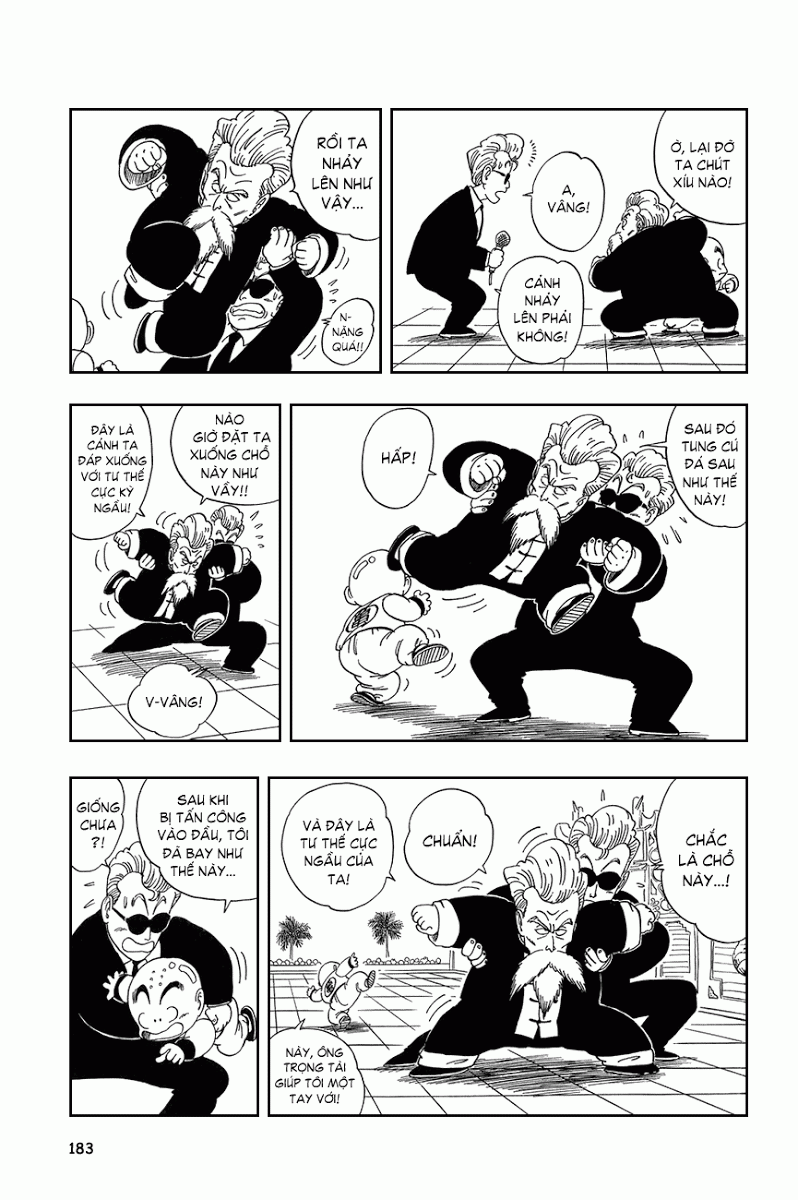 Ờ, LẠI ĐỠ
TA CHÚT
XÍU NÀO!
A,
VÂNG!
CẢNH
NHẢY
LÊN PHẢI
KHÔNG!
RỒI TA
NHẢY
LÊN NHƯ
VẬY...
N-
NẶNG
QUÁ!!
SAU ĐÓ
TUNG CÚ
ĐÁ SAU
NHƯ THẾ
NÀY!
HẤP!
NÀO
GIỜ ĐẶT TA
XUỐNG CHỖ
NÀY NHƯ
VẦY!!
ĐÂY LÀ
CẢNH TA
ĐÁP XUỐNG
VỚI TƯ THẾ
CỰC KỲ
NGẦU!
V-VÂNG!
CHẮC
LÀ CHỖ
NÀY...!
CHUẨN!
VÀ ĐÂY LÀ
TƯ THẾ CỰC
NGẦU CỦA
TA!
NÀY, ÔNG
TRỌNG TÀI
GIÚP TÔI MỘT
TAY VỚI!
SAU KHI
BỊ TẤN CÔNG
VÀO ĐẦU, TÔI
ĐÃ BAY NHƯ
THẾ NÀY...
GIỐNG
CHƯA
?!
183